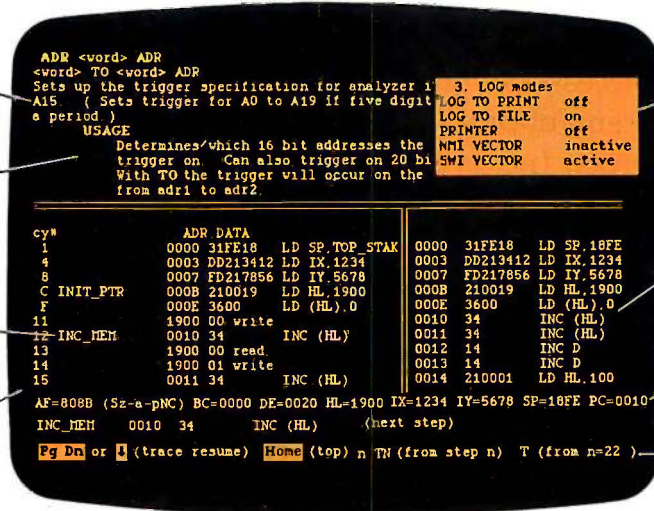 ADR <word> ADR
<word> TO <word> ADR
Sets up the trigger specification for analyzer i
A15. ( Sets trigger for A0 to A19 if five digit
a period.)
USAGE
Determines which 16 bit addresses the
trigger on. Can also trigger on 20 bi
With TO the trigger will occur on the
from adr1 to adr2.
3. LOG modes
LOG TO PRINT off
LOG TO FILE on
PRINTER off
NMI VECTOR inactive
SWI VECTOR active
cy# ADR DATA
1 0000 31FE18 LD SP,TOP_STAK
4 0003 DD213412 LD IX,1234
8 0007 FD217856 LD IY,5678
C INIT_PTR 000B 210019 LD HL,1900
F 000E 3600 LD (HL),0
11 1900 00 write
12 INC_MEM 0010 34 INC (HL)
13 1900 00 read
14 1900 01 write
15 0011 34 INC (HL)
0000 31FE18 LD SP,18FE
0003 DD213412 LD IX,1234
0007 FD217856 LD IY,5678
000B 210019 LD HL,1900
000E 3600 LD (HL),0
0010 34 INC (HL)
0011 34 INC (HL)
0012 14 INC D
0013 14 INC D
0014 210001 LD HL,100
AF=808B (Sz-a-pNC) BC=0000 DE=0020 HL=1900 IX=1234 IY=5678 SP=18FE PC=0010
INC_MEM 0010 34 INC (HL) (next step)
Pg Dn or ↓ (trace resume) Home (top) n TN (from step n) T (from n=22 )